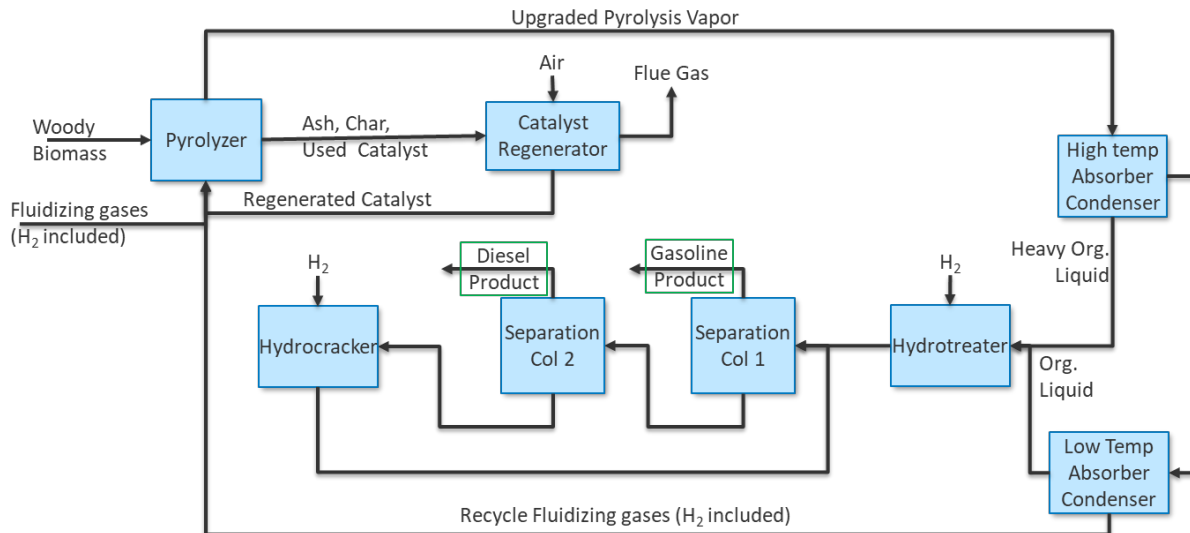 Upgraded Pyrolysis Vapor
Air
Flue Gas
Woody
Biomass
Pyrolyzer
Ash, Char,
Used Catalyst
Catalyst
Regenerator
High temp
Absorber
Condenser
Regenerated Catalyst
Fluidizing gases
(H₂ included)
Heavy Org.
Liquid
H₂
Diesel
Product
Gasoline
Product
H₂
Hydrocracker
Separation
Col 2
Separation
Col 1
Hydrotreater
Org.
Liquid
Low Temp
Absorber
Condenser
Recycle Fluidizing gases (H₂ included)